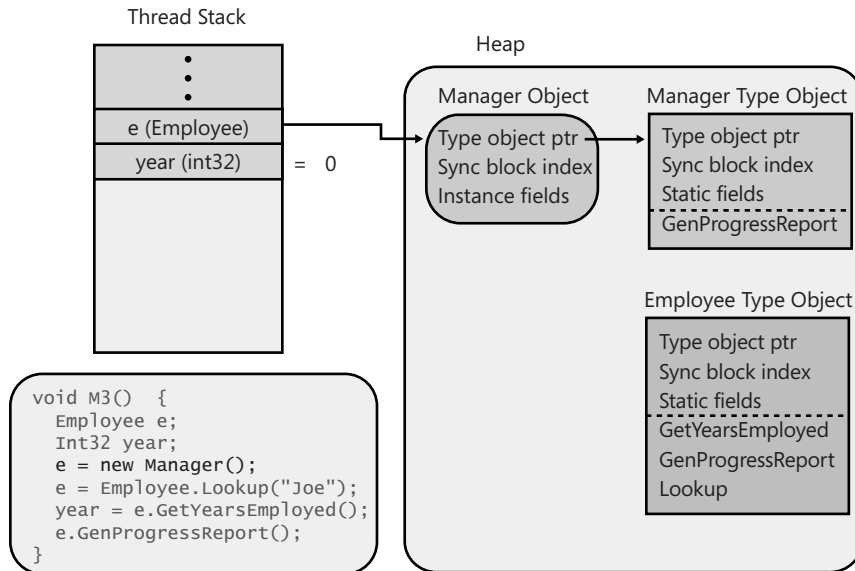 Thread Stack
e (Employee)
year (int32)
= 0
Heap
Manager Object
Type object ptr
Sync block index
Instance fields
Manager Type Object
Type object ptr
Sync block index
Static fields
GenProgressReport
Employee Type Object
Type object ptr
Sync block index
Static fields
GetYearsEmployed
GenProgressReport
Lookup
void M3() {
Employee e;
Int32 year;
e = new Manager();
e = Employee.Lookup("Joe");
year = e.GetYearsEmployed();
e.GenProgressReport();
}